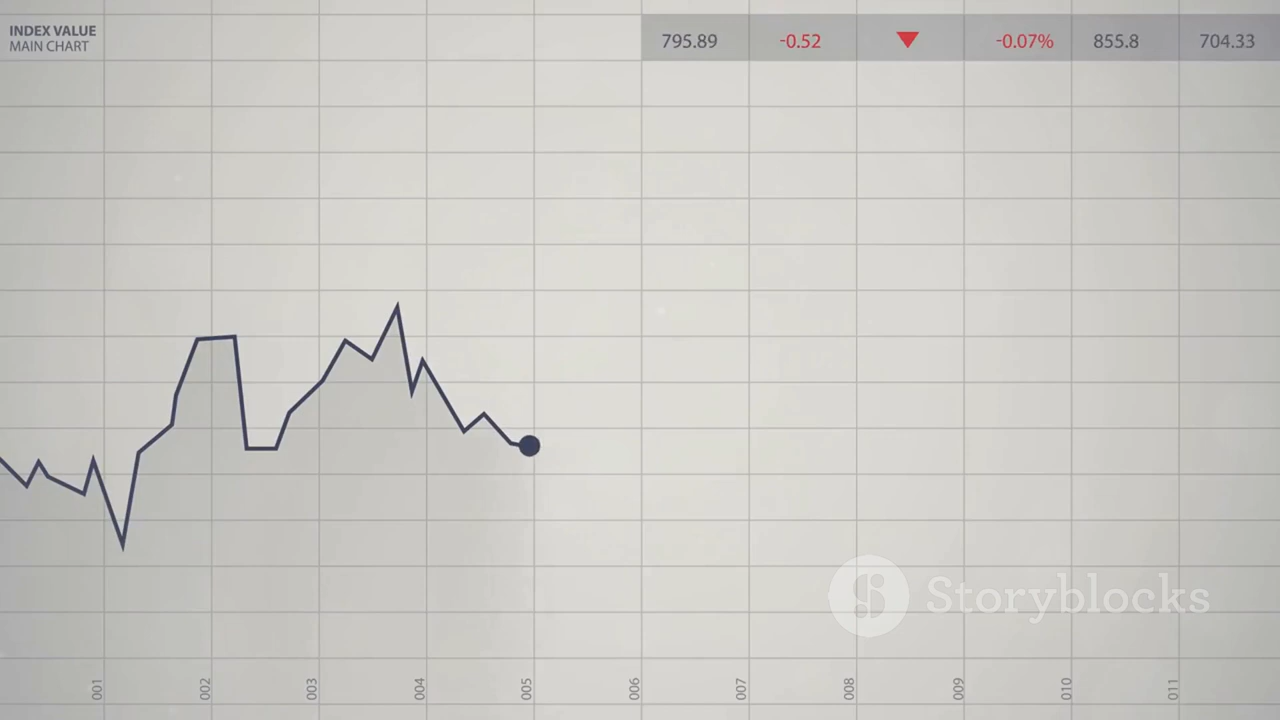 INDEX VALUE
MAIN CHART
795.89 -0.52 -0.07% 855.8 704.33
Storyblocks
001 002 003 004 005 006 007 008 009 010 011